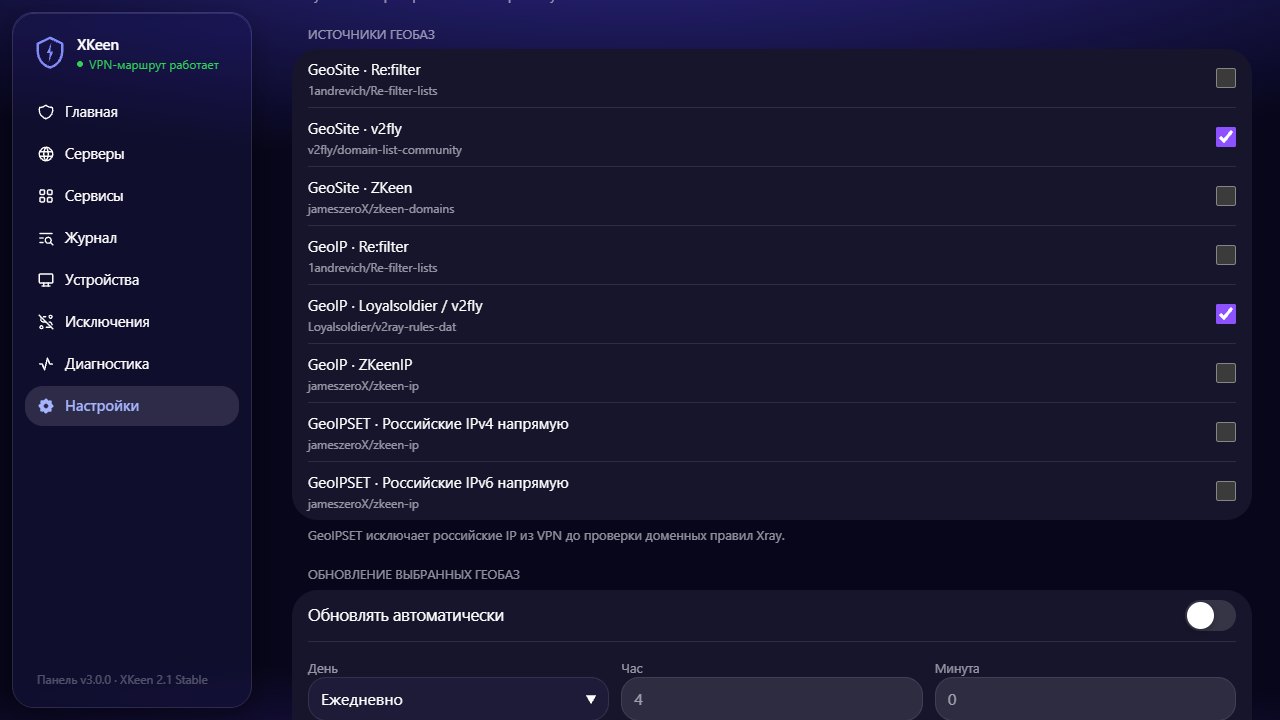 XKeen
VPN-маршрут работает
Главная
Серверы
Сервисы
Журнал
Устройства
Исключения
Диагностика
Настройки
Панель v3.0.0 · XKeen 2.1 Stable
ИСТОЧНИКИ ГЕОБАЗ
GeoSite · Re:filter
1andrevich/Re-filter-lists
GeoSite · v2fly
v2fly/domain-list-community
GeoSite · ZKeen
jameszeroX/zkeen-domains
GeoIP · Re:filter
1andrevich/Re-filter-lists
GeoIP · Loyalsoldier / v2fly
Loyalsoldier/v2ray-rules-dat
GeoIP · ZKeenIP
jameszeroX/zkeen-ip
GeoIPSET · Российские IPv4 напрямую
jameszeroX/zkeen-ip
GeoIPSET · Российские IPv6 напрямую
jameszeroX/zkeen-ip
GeoIPSET исключает российские IP из VPN до проверки доменных правил Xray.
ОБНОВЛЕНИЕ ВЫБРАННЫХ ГЕОБАЗ
Обновлять автоматически
День
Час
Минута
Ежедневно
4
0